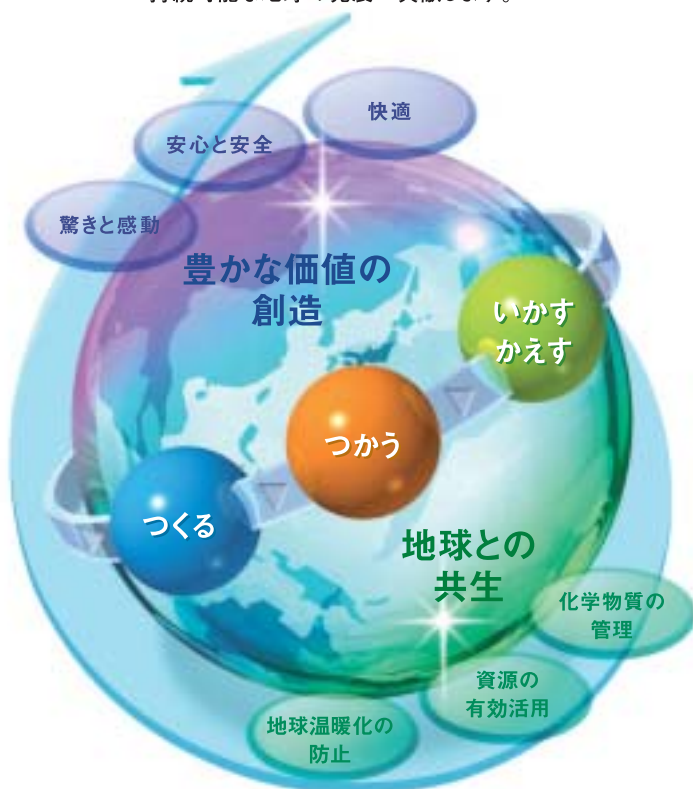 快適
安心と安全
驚きと感動
豊かな価値の
創造
いかす
かえす
つかう
つくる
地球との
共生
化学物質の
管理
資源の
有効活用
地球温暖化の
防止